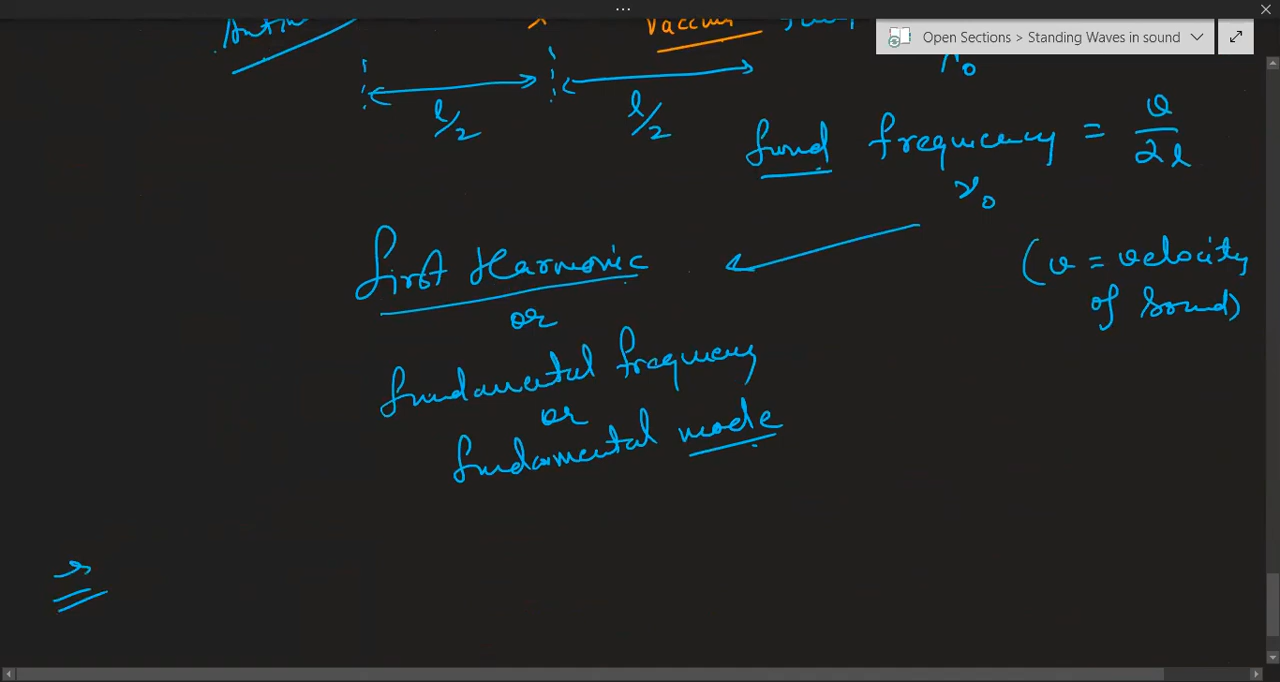 ...
Open Sections > Standing Waves in sound
Vaccum
l/2
l/2
fund frequency = v/2l
ν₀
First Harmonic
(v = velocity
of sound)
or
fundamental frequency
or
fundamental mode
⇒